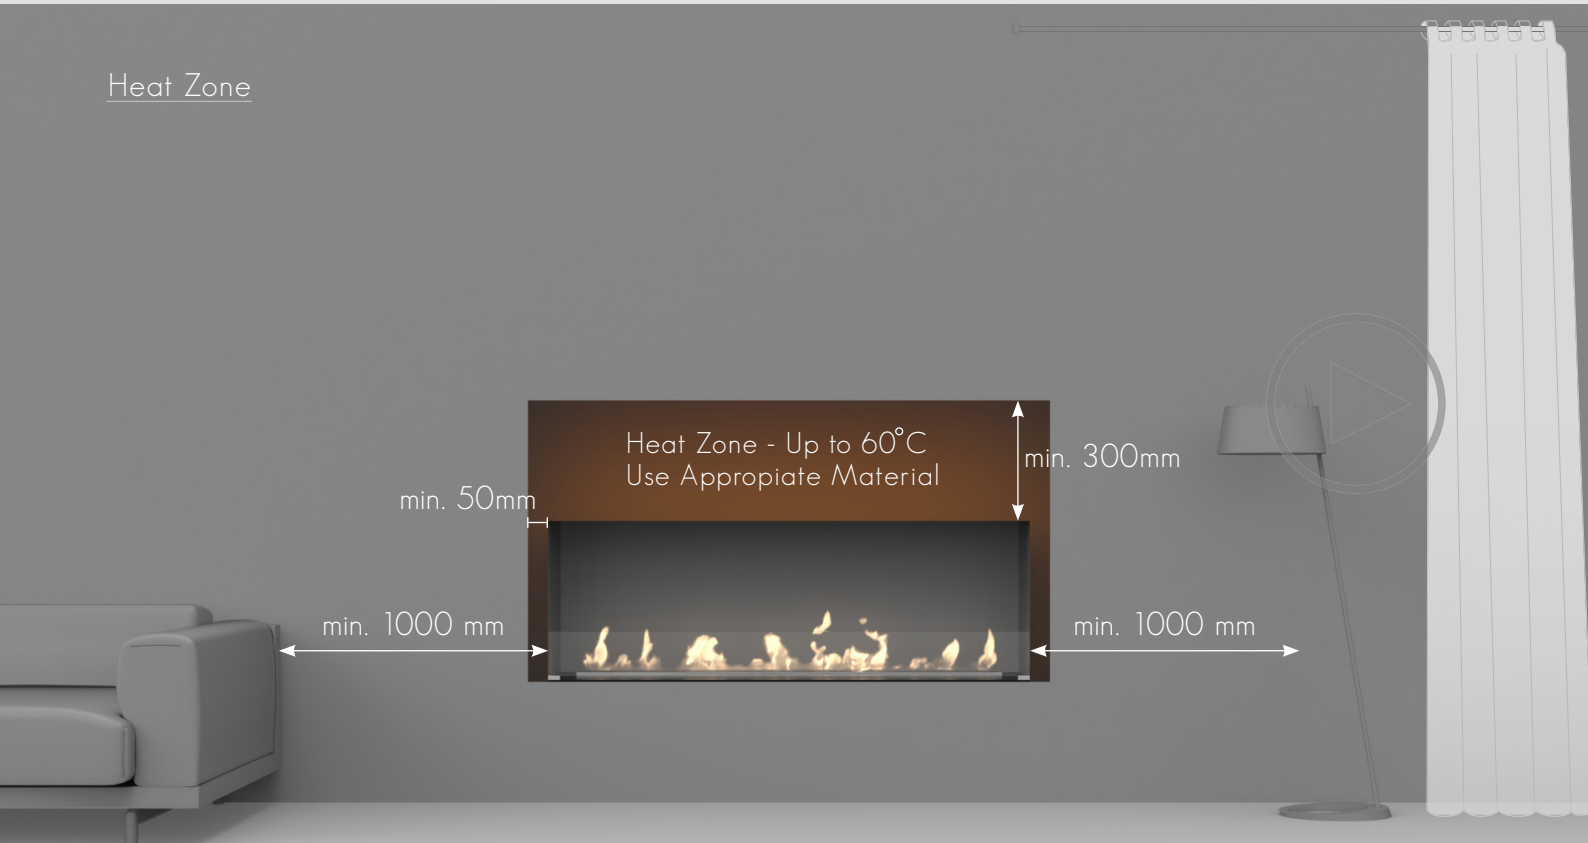 Heat Zone
Heat Zone - Up to 60°C
Use Appropiate Material
min. 300mm
min. 50mm
min. 1000 mm
min. 1000 mm